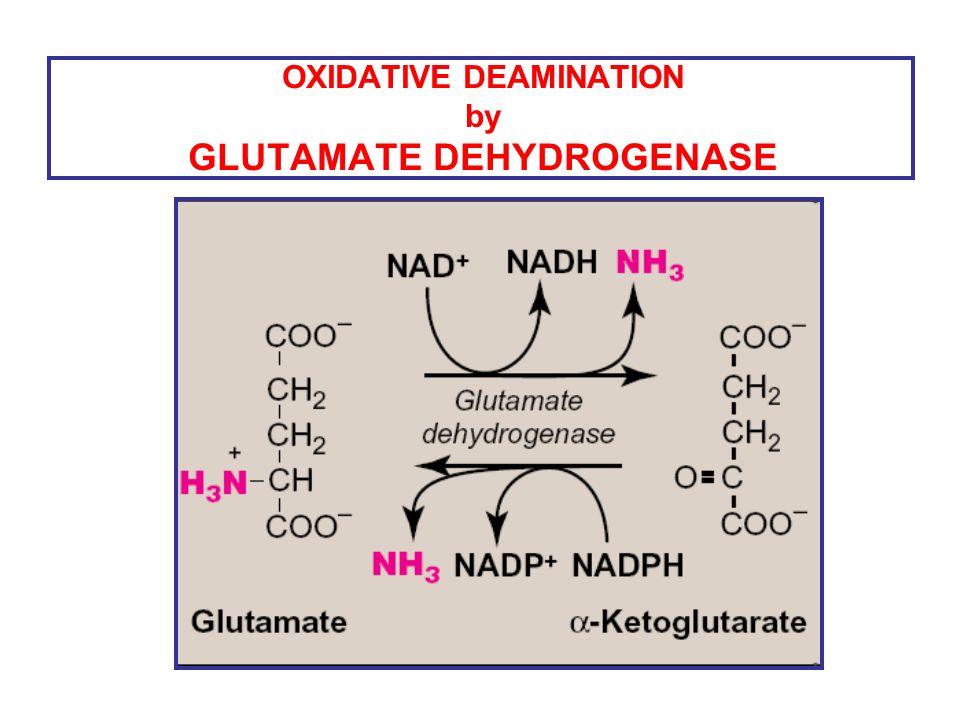 OXIDATIVE DEAMINATION
by
GLUTAMATE DEHYDROGENASE
NAD⁺ NADH NH₃
COO⁻
CH₂
CH₂
+
H₃N–CH
COO⁻
Glutamate
dehydrogenase
COO⁻
CH₂
CH₂
O=C
COO⁻
NH₃ NADP⁺ NADPH
Glutamate
α-Ketoglutarate